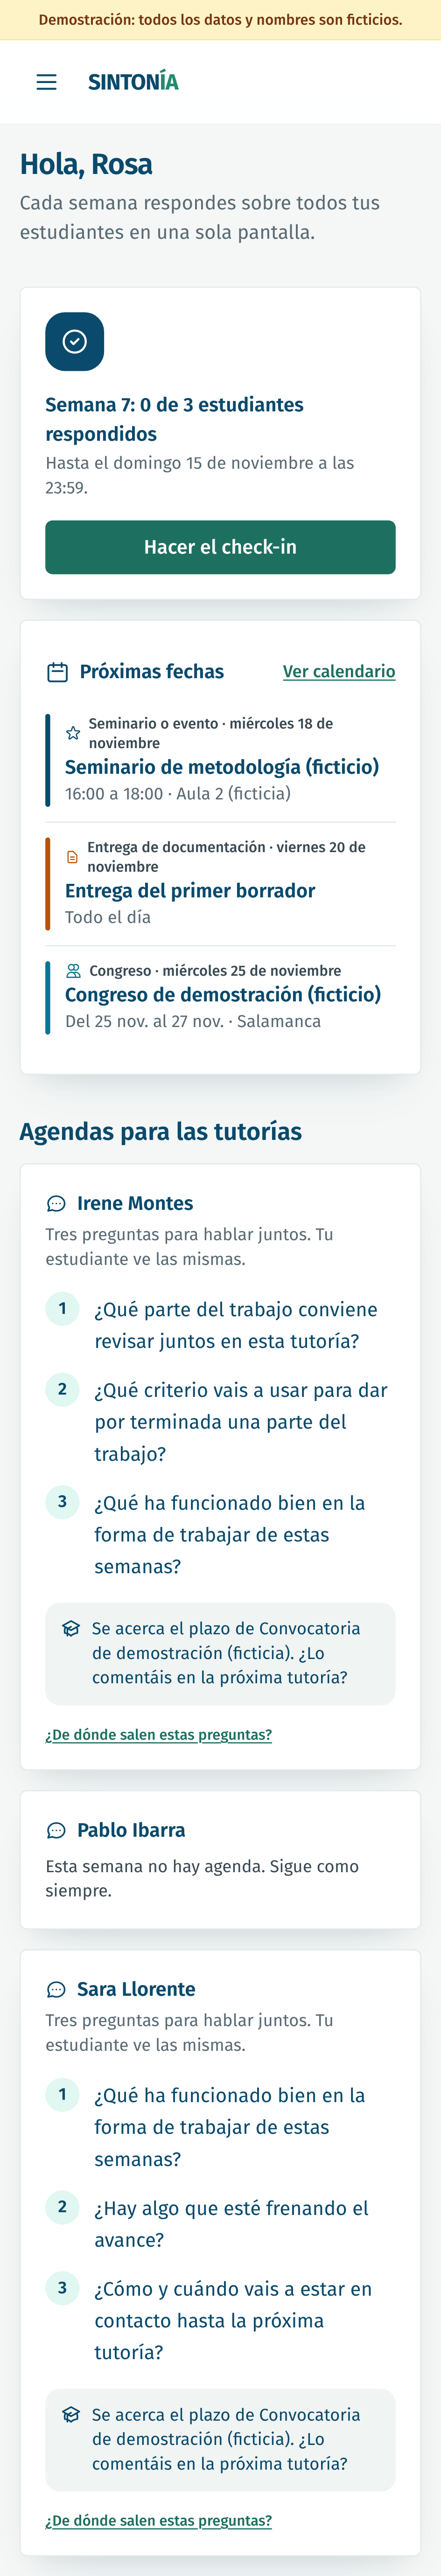 Demostración: todos los datos y nombres son ficticios.
SINTONÍA
Hola, Rosa
Cada semana respondes sobre todos tus
estudiantes en una sola pantalla.
Semana 7: 0 de 3 estudiantes
respondidos
Hasta el domingo 15 de noviembre a las
23:59.
Hacer el check-in
Próximas fechas
Ver calendario
Seminario o evento · miércoles 18 de
noviembre
Seminario de metodología (ficticio)
16:00 a 18:00 · Aula 2 (ficticia)
Entrega de documentación · viernes 20 de
noviembre
Entrega del primer borrador
Todo el día
Congreso · miércoles 25 de noviembre
Congreso de demostración (ficticio)
Del 25 nov. al 27 nov. · Salamanca
Agendas para las tutorías
Irene Montes
Tres preguntas para hablar juntos. Tu
estudiante ve las mismas.
1 ¿Qué parte del trabajo conviene
revisar juntos en esta tutoría?
2 ¿Qué criterio vais a usar para dar
por terminada una parte del
trabajo?
3 ¿Qué ha funcionado bien en la
forma de trabajar de estas
semanas?
Se acerca el plazo de Convocatoria
de demostración (ficticia). ¿Lo
comentáis en la próxima tutoría?
¿De dónde salen estas preguntas?
Pablo Ibarra
Esta semana no hay agenda. Sigue como
siempre.
Sara Llorente
Tres preguntas para hablar juntos. Tu
estudiante ve las mismas.
1 ¿Qué ha funcionado bien en la
forma de trabajar de estas
semanas?
2 ¿Hay algo que esté frenando el
avance?
3 ¿Cómo y cuándo vais a estar en
contacto hasta la próxima
tutoría?
Se acerca el plazo de Convocatoria
de demostración (ficticia). ¿Lo
comentáis en la próxima tutoría?
¿De dónde salen estas preguntas?